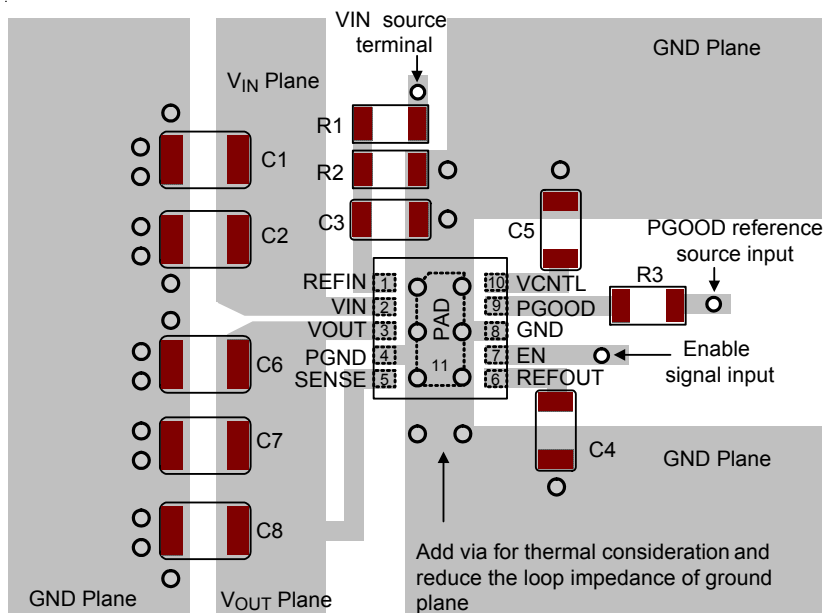 VIN source
terminal
GND Plane
VIN Plane
R1
C1
R2
C3
C2
C5
PGOOD reference
source input
R3
REFIN 1
VIN 2
VOUT 3
PGND 4
SENSE 5
PAD
11
10 VCNTL
9 PGOOD
8 GND
7 EN
6 REFOUT
Enable
signal input
C6
C7
C4
GND Plane
C8
Add via for thermal consideration and
reduce the loop impedance of ground
plane
GND Plane
VOUT Plane